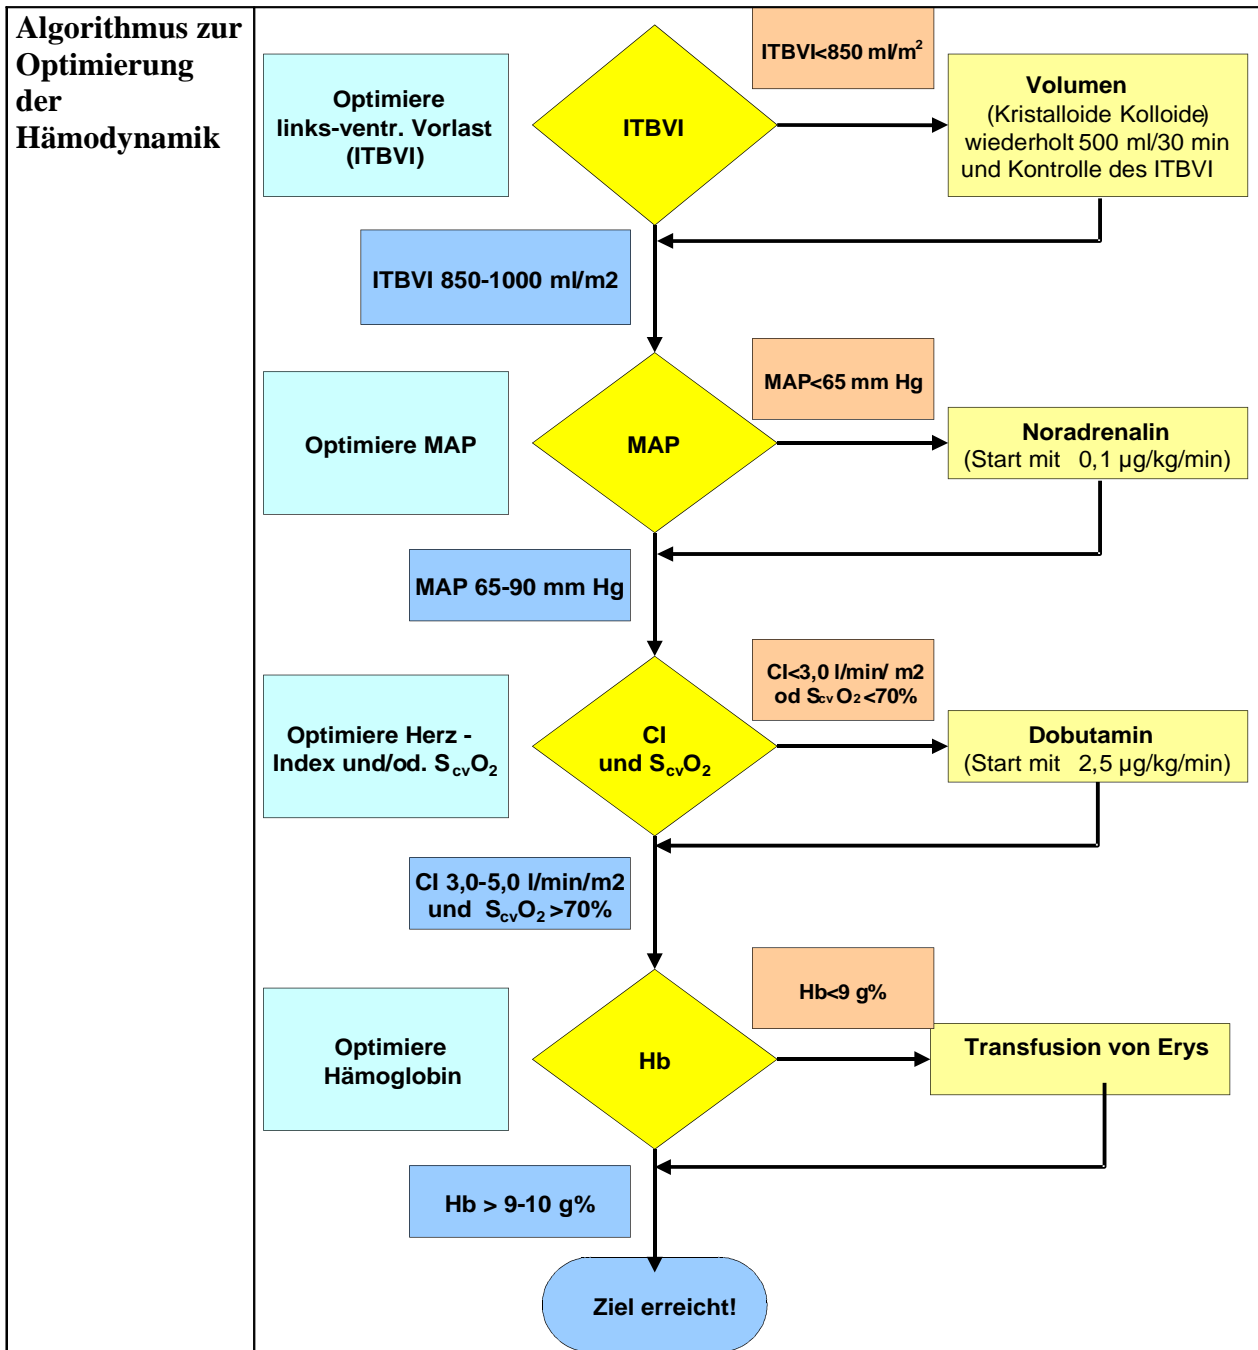 Algorithmus zur
Optimierung
der
Hämodynamik
Optimiere
links-ventr. Vorlast
(ITBVI)
ITBVI
ITBVI<850 ml/m²
Volumen
(Kristalloide Kolloide)
wiederholt 500 ml/30 min
und Kontrolle des ITBVI
ITBVI 850-1000 ml/m2
Optimiere MAP
MAP
MAP<65 mm Hg
Noradrenalin
(Start mit 0,1 µg/kg/min)
MAP 65-90 mm Hg
Optimiere Herz -
Index und/od. ScvO2
CI
und ScvO2
CI<3,0 l/min/ m2
od ScvO2<70%
Dobutamin
(Start mit 2,5 µg/kg/min)
CI 3,0-5,0 l/min/m2
und ScvO2 >70%
Optimiere
Hämoglobin
Hb
Hb<9 g%
Transfusion von Erys
Hb > 9-10 g%
Ziel erreicht!